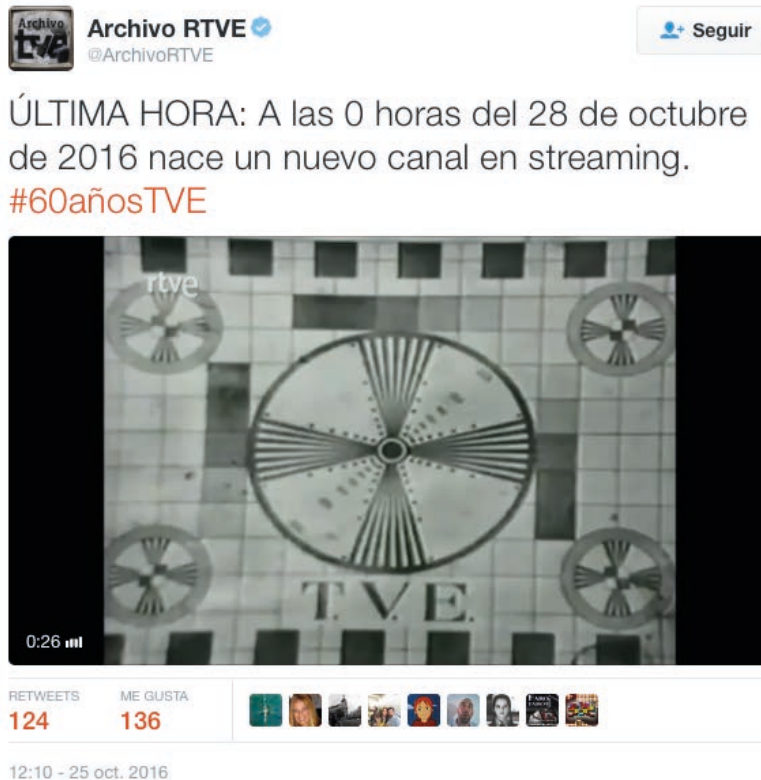 Archivo
tve
Archivo RTVE
@ArchivoRTVE
Seguir
ÚLTIMA HORA: A las 0 horas del 28 de octubre
de 2016 nace un nuevo canal en streaming.
#60añosTVE
rtve
T.V.E.
0:26
RETWEETS
124
ME GUSTA
136
12:10 - 25 oct. 2016